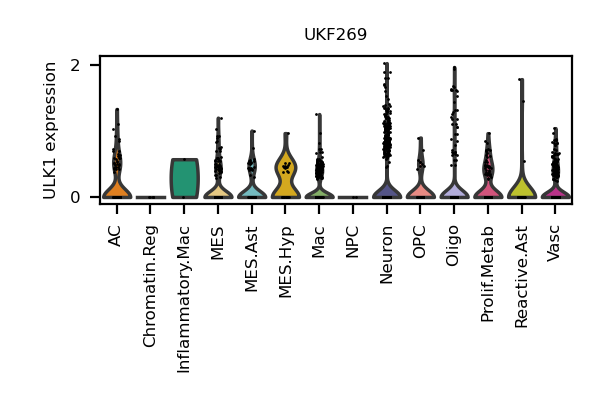 UKF269
ULK1 expression
2
0
AC
Chromatin.Reg
Inflammatory.Mac
MES
MES.Ast
MES.Hyp
Mac
NPC
Neuron
OPC
Oligo
Prolif.Metab
Reactive.Ast
Vasc